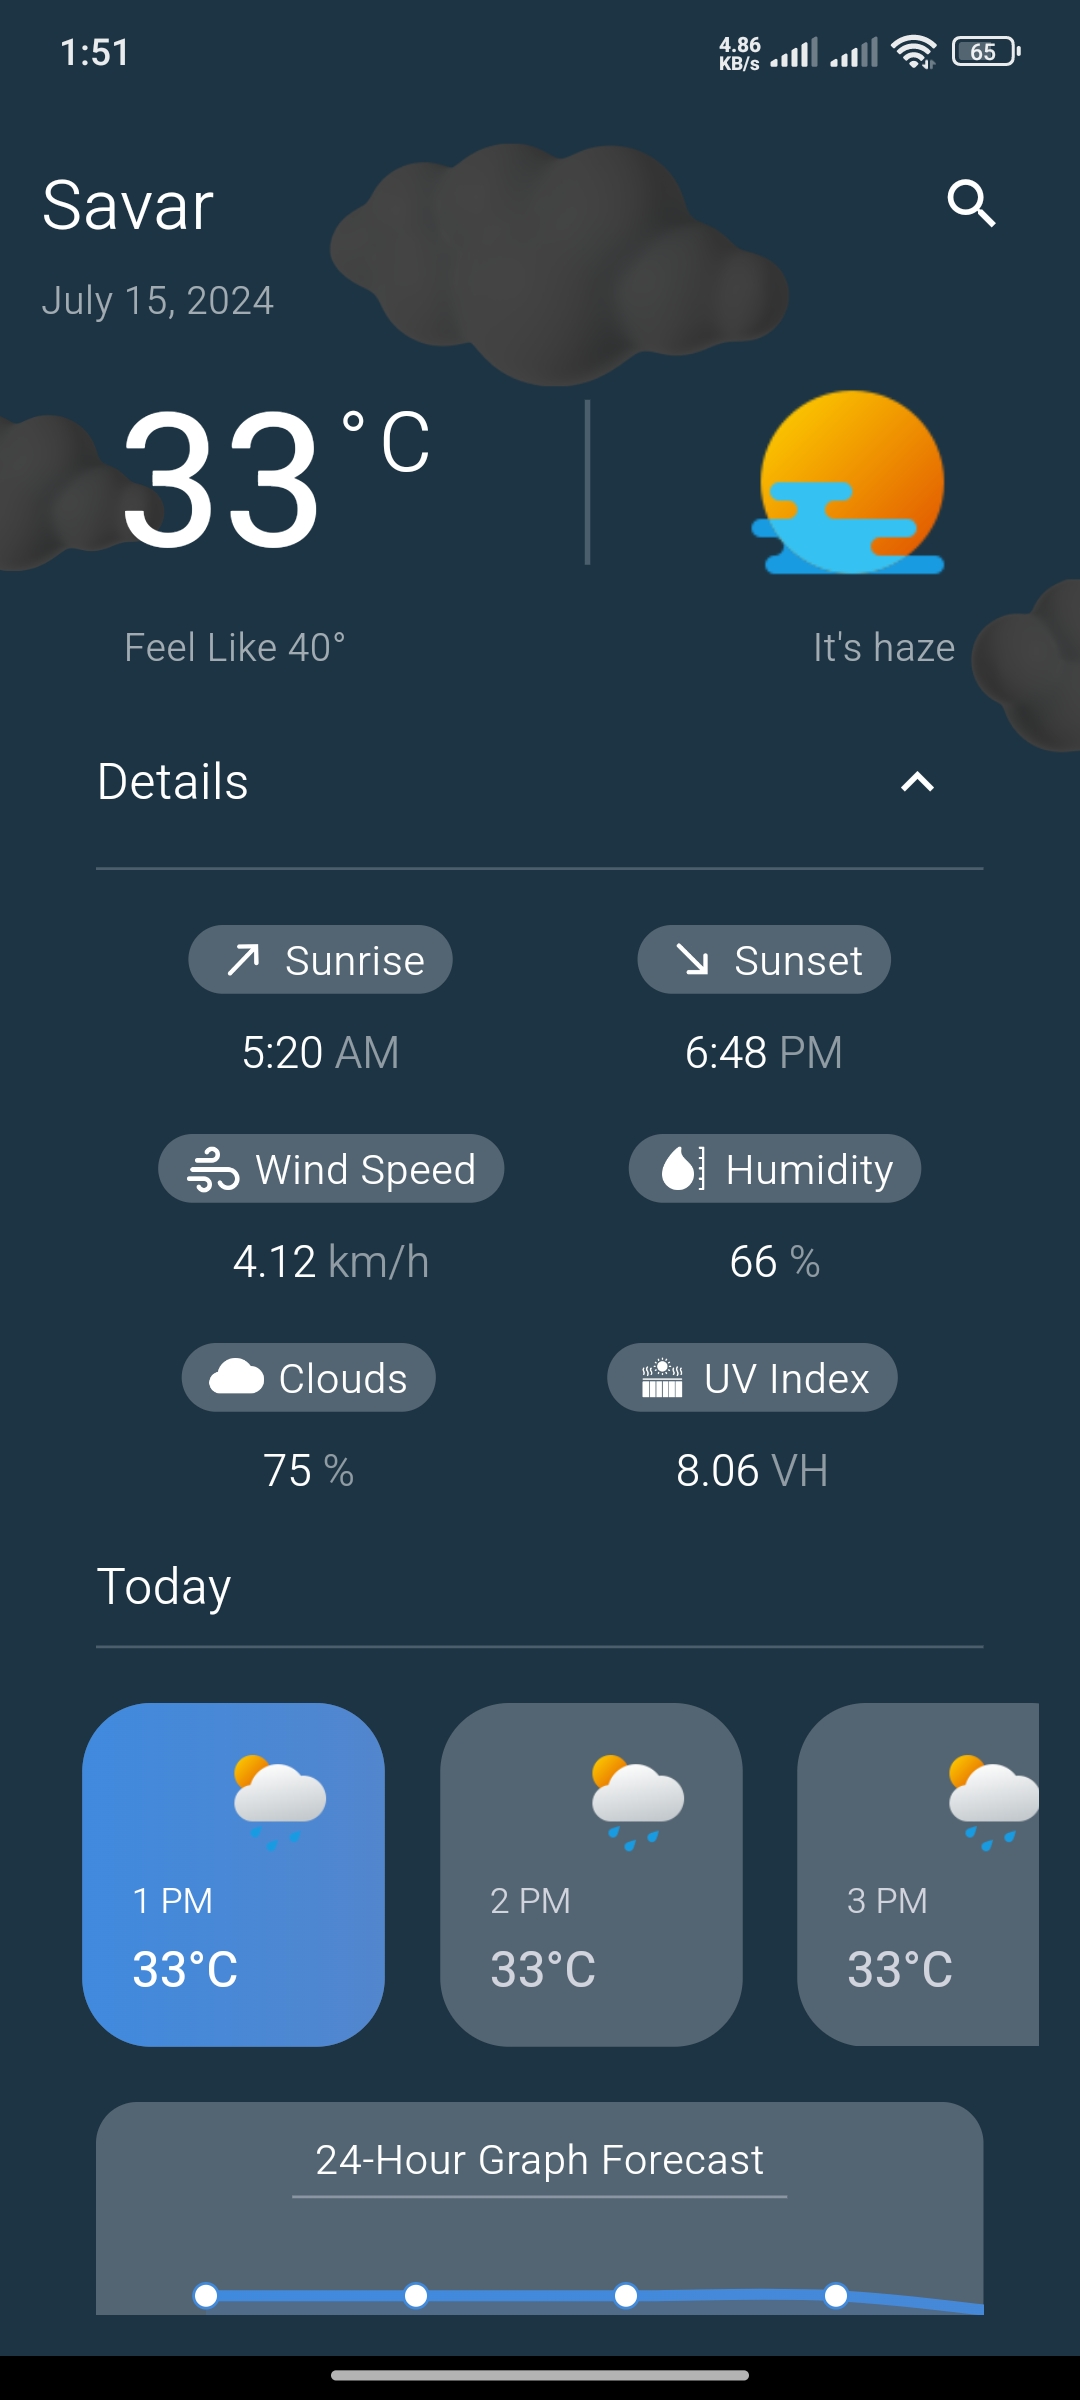 1:51
4.86
KB/s
65
Savar
July 15, 2024
33 °C
Feel Like 40°
It's haze
Details
Sunrise
Sunset
5:20 AM
6:48 PM
Wind Speed
Humidity
4.12 km/h
66 %
Clouds
UV Index
75 %
8.06 VH
Today
1 PM
2 PM
3 PM
33°C
33°C
33°C
24-Hour Graph Forecast